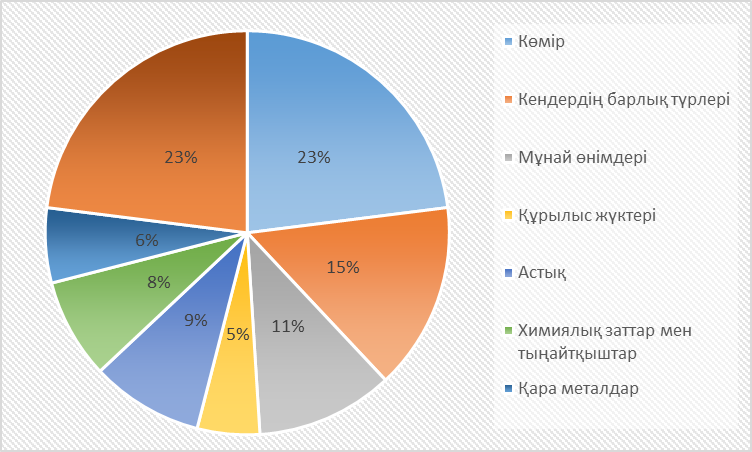 Көмір
Кендердің барлық түрлері
Мұнай өнімдері
Құрылыс жүктері
Астық
Химиялық заттар мен
тыңайтқыштар
Қара металдар
23%
23%
15%
11%
5%
9%
8%
6%